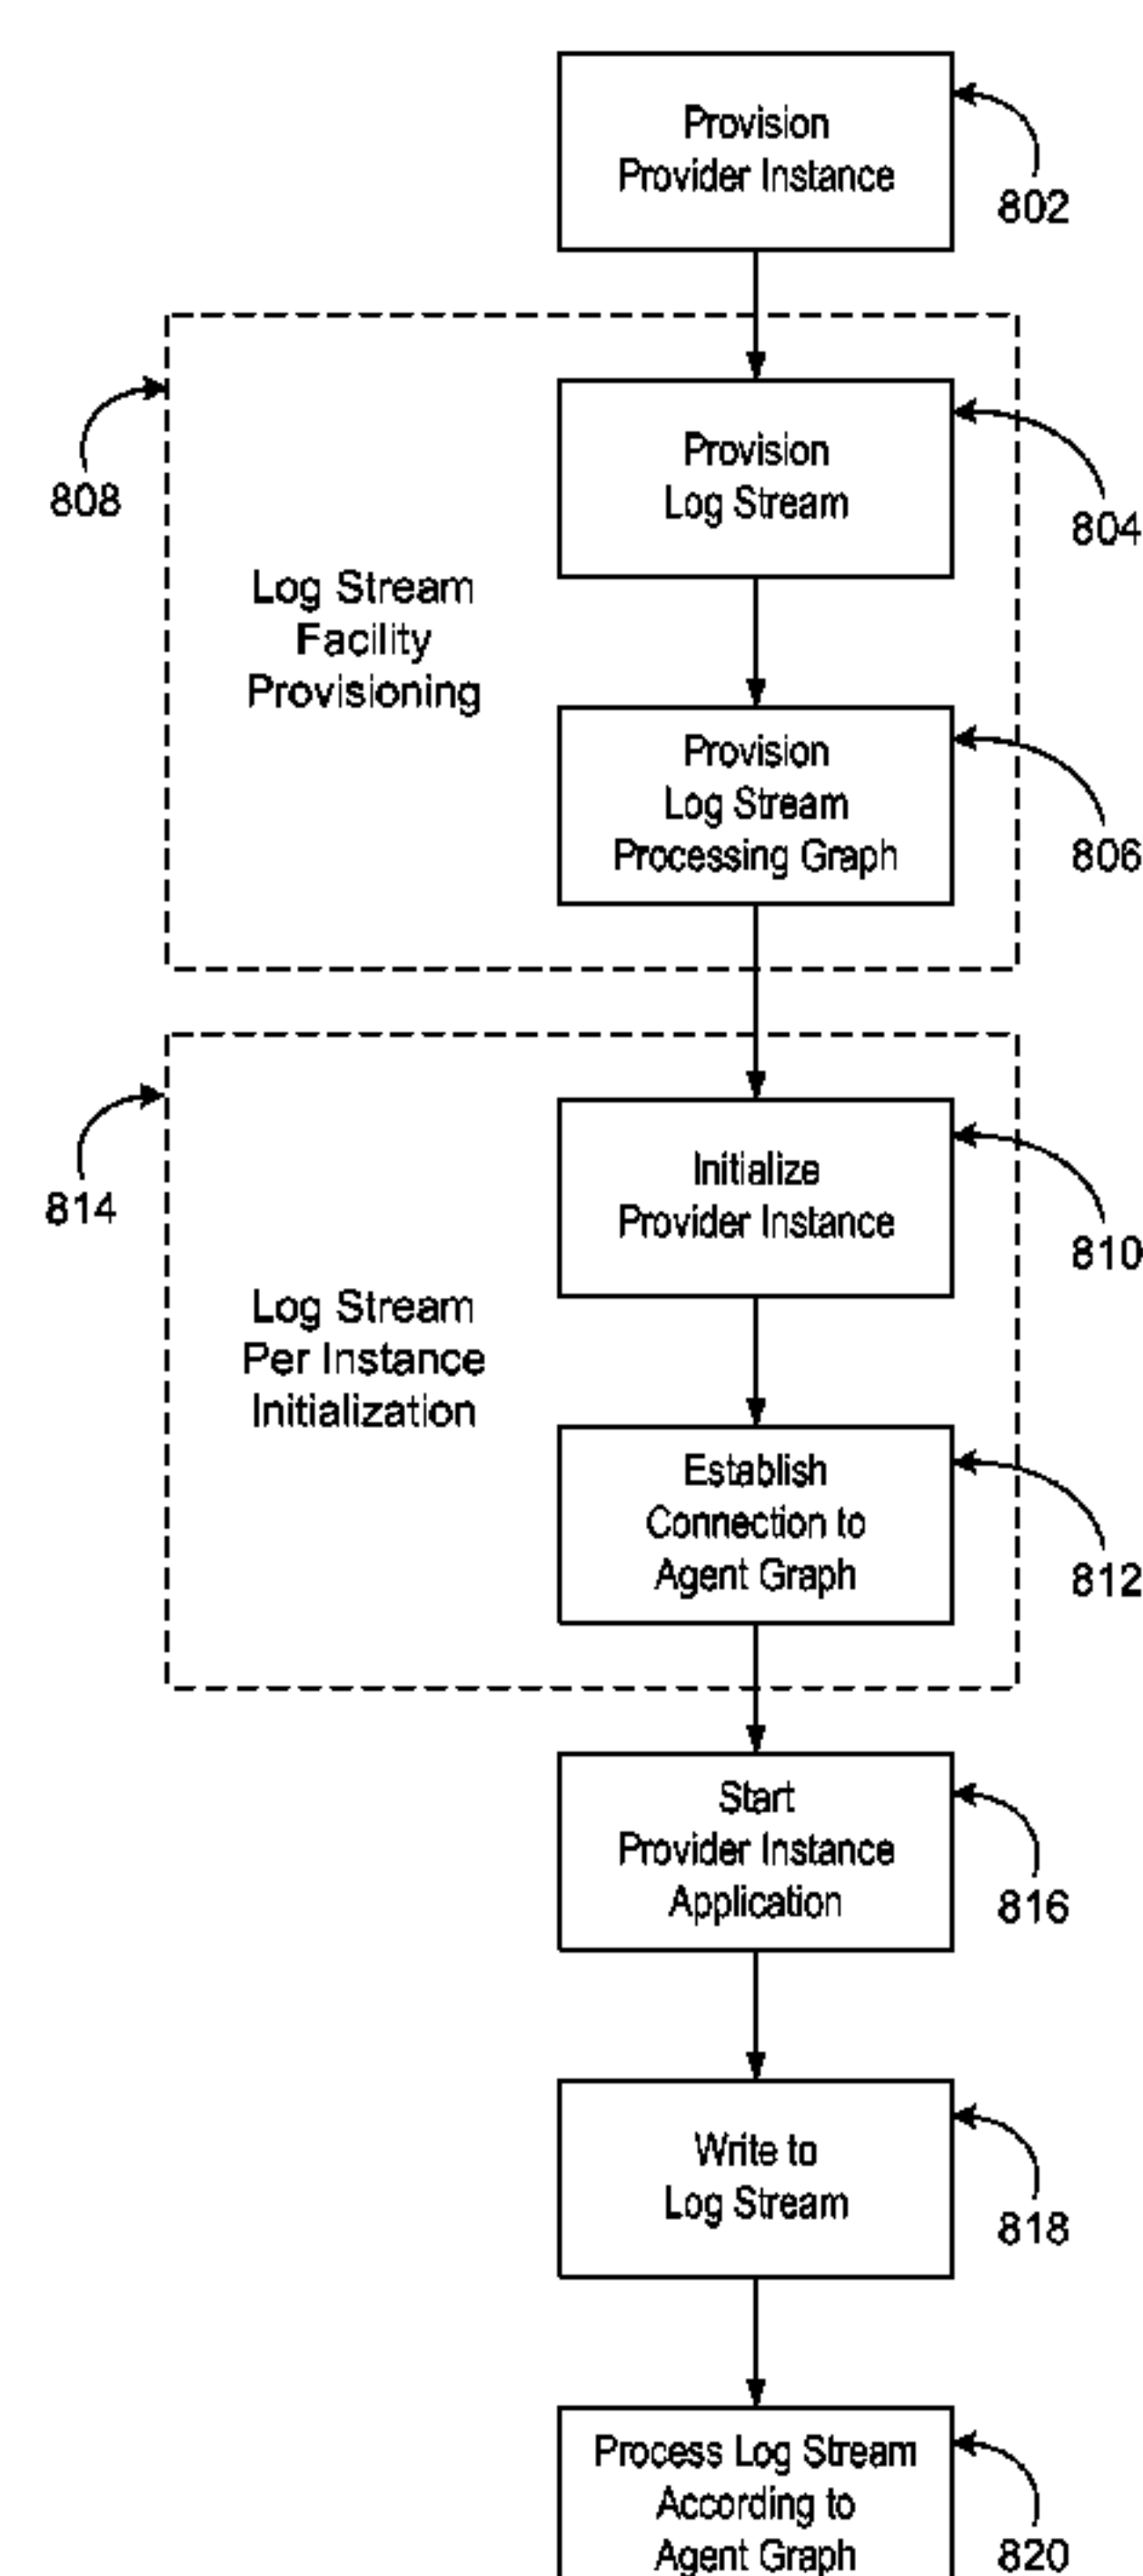 Provision
Provider Instance
802
808
Provision
Log Stream
804
Log Stream
Facility
Provisioning
Provision
Log Stream
Processing Graph
806
814
Initialize
Provider Instance
810
Log Stream
Per Instance
Initialization
Establish
Connection to
Agent Graph
812
Start
Provider Instance
Application
816
Write to
Log Stream
818
Process Log Stream
According to
Agent Graph
820